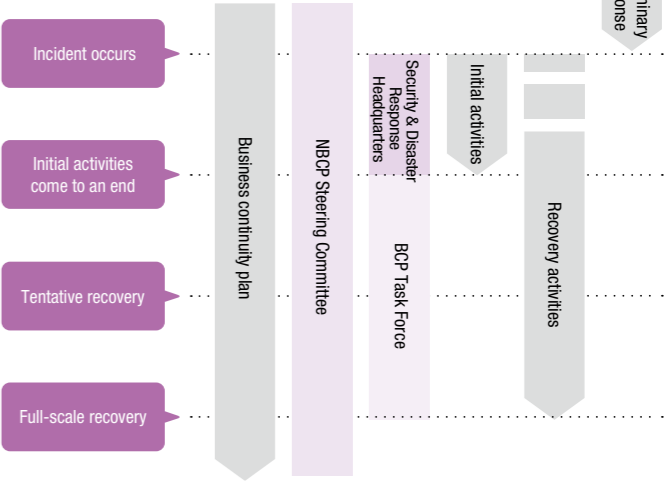 Incident occurs
Initial activities
come to an end
Tentative recovery
Full-scale recovery
Business continuity plan
NBCP Steering Committee
Security & Disaster
Response
Headquarters
BCP Task Force
Initial activities
Recovery activities